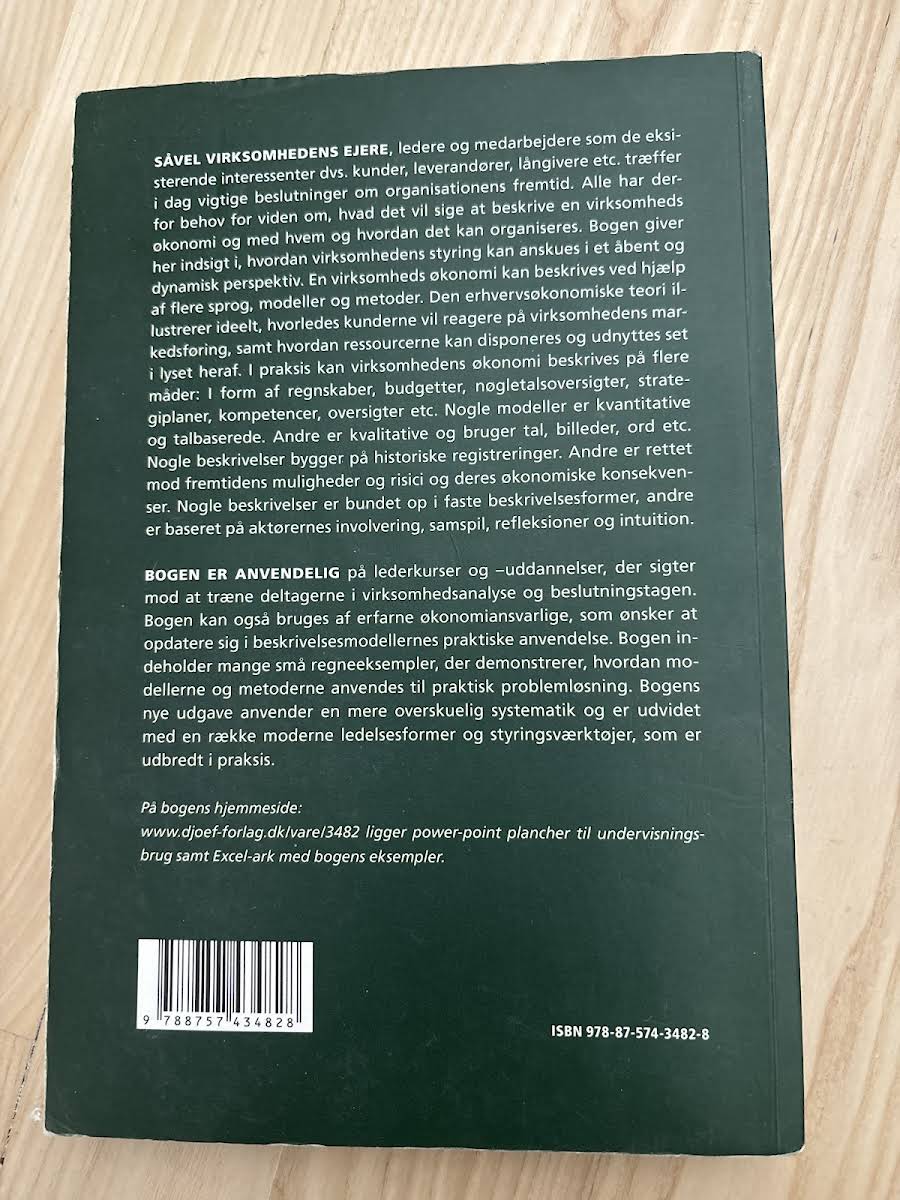 SÅVEL VIRKSOMHEDENS EJERE, ledere og medarbejdere som de eksi-
sterende interessenter dvs. kunder, leverandører, långivere etc. træffer
i dag vigtige beslutninger om organisationens fremtid. Alle har der-
for behov for viden om, hvad det vil sige at beskrive en virksomheds
økonomi og med hvem og hvordan det kan organiseres. Bogen giver
her indsigt i, hvordan virksomhedens styring kan anskues i et åbent og
dynamisk perspektiv. En virksomheds økonomi kan beskrives ved hjælp
af flere sprog, modeller og metoder. Den erhvervsøkonomiske teori il-
lustrerer ideelt, hvorledes kunderne vil reagere på virksomhedens mar-
kedsføring, samt hvordan ressourcerne kan disponeres og udnyttes set
i lyset heraf. I praksis kan virksomhedens økonomi beskrives på flere
måder: I form af regnskaber, budgetter, nøgletalsoversigter, strate-
giplaner, kompetencer, oversigter etc. Nogle modeller er kvantitative
og talbaserede. Andre er kvalitative og bruger tal, billeder, ord etc.
Nogle beskrivelser bygger på historiske registreringer. Andre er rettet
mod fremtidens muligheder og risici og deres økonomiske konsekven-
ser. Nogle beskrivelser er bundet op i faste beskrivelsesformer, andre
er baseret på aktørernes involvering, samspil, refleksioner og intuition.
BOGEN ER ANVENDELIG på lederkurser og –uddannelser, der sigter
mod at træne deltagerne i virksomhedsanalyse og beslutningstagen.
Bogen kan også bruges af erfarne økonomiansvarlige, som ønsker at
opdatere sig i beskrivelsesmodellernes praktiske anvendelse. Bogen in-
deholder mange små regneeksempler, der demonstrerer, hvordan mo-
dellerne og metoderne anvendes til praktisk problemløsning. Bogens
nye udgave anvender en mere overskuelig systematik og er udvidet
med en række moderne ledelsesformer og styringsværktøjer, som er
udbredt i praksis.
På bogens hjemmeside:
www.djoef-forlag.dk/vare/3482 ligger power-point plancher til undervisnings-
brug samt Excel-ark med bogens eksempler.
9 788757 434828
ISBN 978-87-574-3482-8